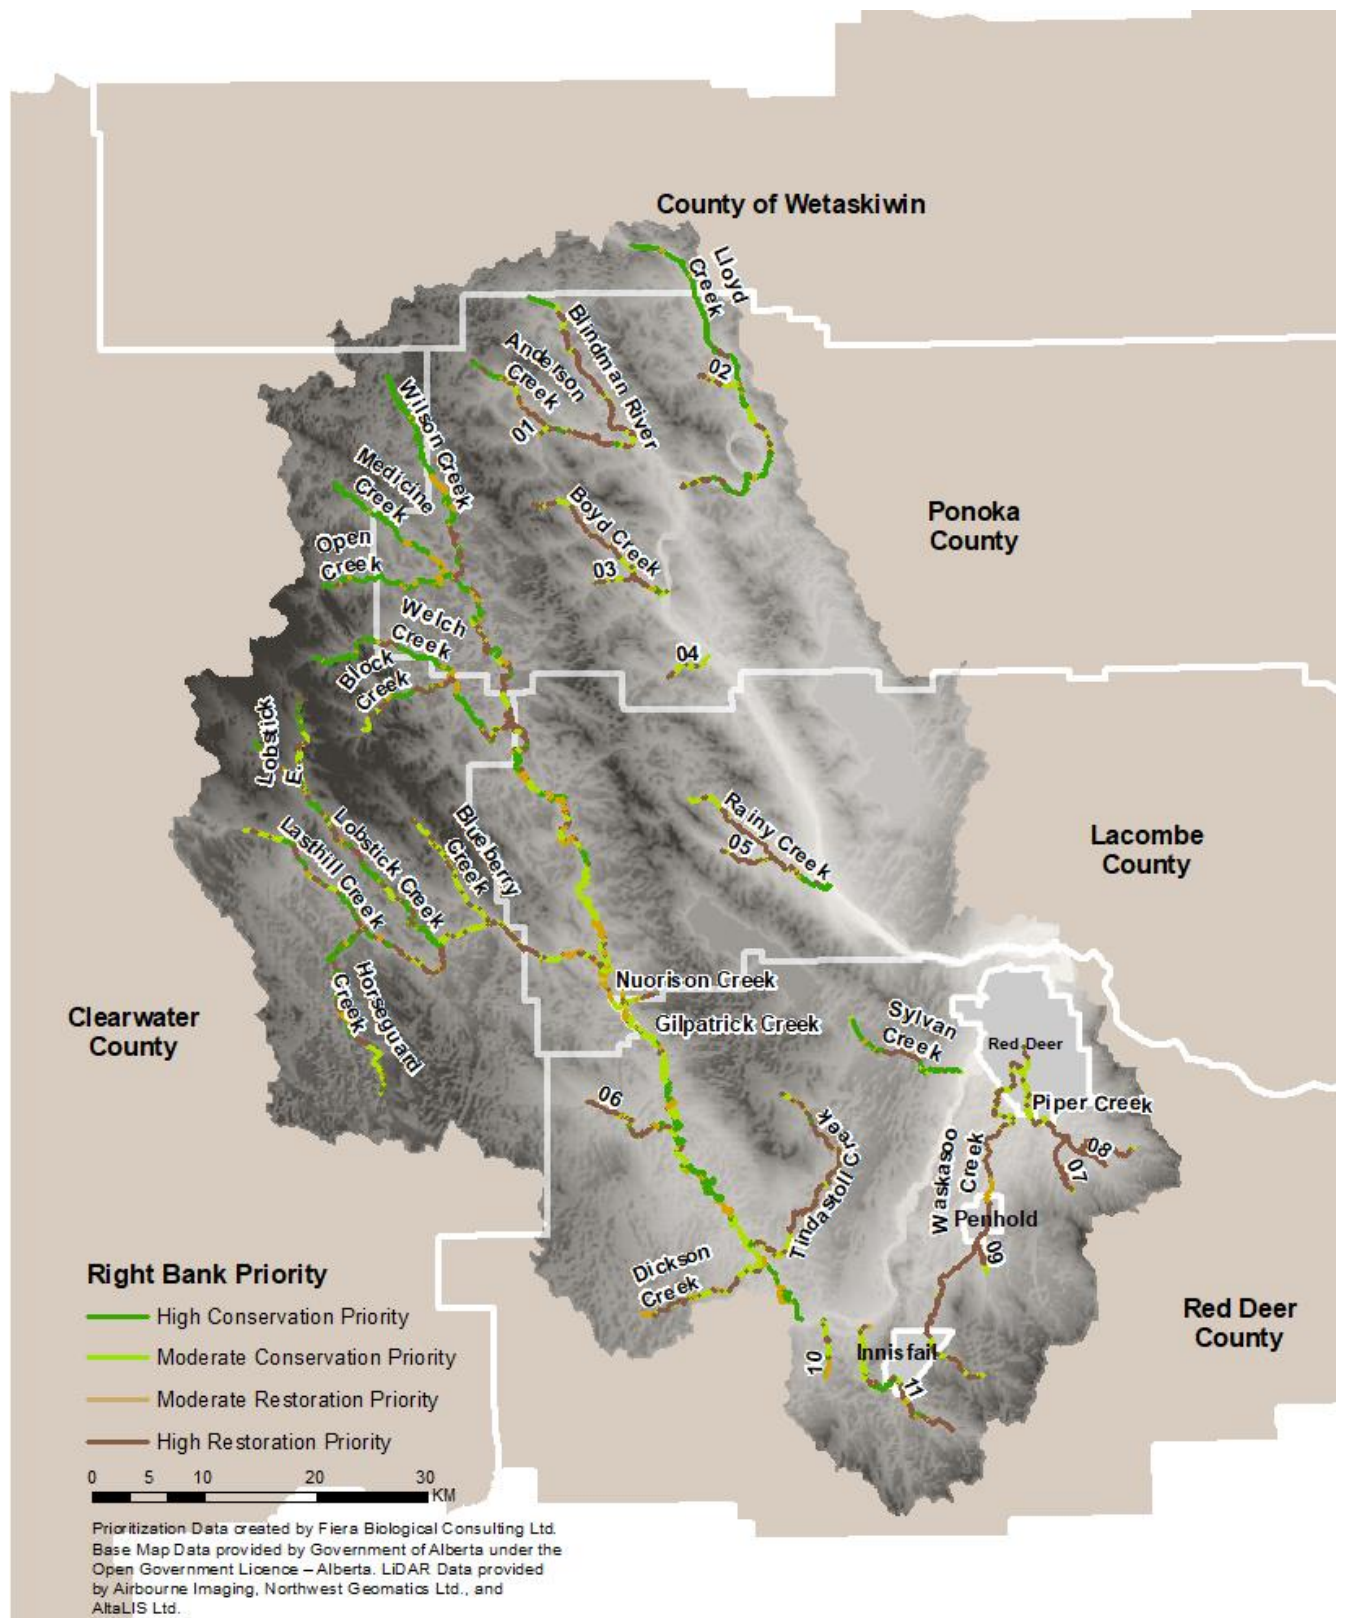 County of Wetaskiwin
Lloyd
Creek
Blindman River
Anderson
Creek
02
01
Wilson Creek
Medicine
Creek
Boyd Creek
Ponoka
County
Open
Creek
03
Welch
Creek
04
Block
Creek
Lobstick
E.
Rainy Creek
05
Blueberry
Creek
Lobstick Creek
Lasthill Creek
Lacombe
County
Horseguard
Creek
Nuorison Creek
Gilpatrick Creek
Sylvan
Creek
Clearwater
County
Red Deer
06
Piper Creek
Tindastoll Creek
Waskasoo
Creek
08
07
Penhold
09
Dickson
Creek
Right Bank Priority
High Conservation Priority
Moderate Conservation Priority
Moderate Restoration Priority
High Restoration Priority
Red Deer
County
Innisfail
10
11
0 5 10 20 30
KM
Prioritization Data created by Fiera Biological Consulting Ltd.
Base Map Data provided by Government of Alberta under the
Open Government Licence – Alberta. LiDAR Data provided
by Airbourne Imaging, Northwest Geomatics Ltd., and
AltaLIS Ltd.